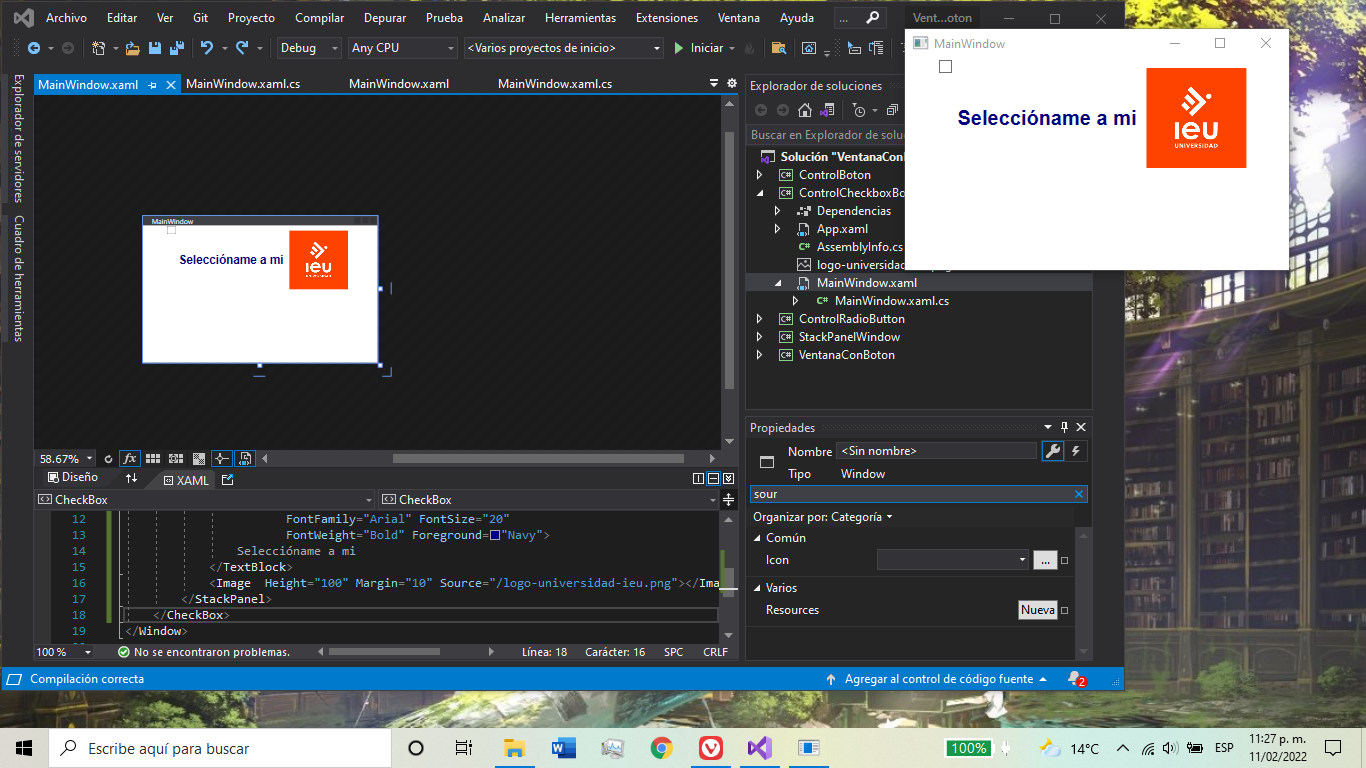 Archivo Editar Ver Git Proyecto Compilar Depurar Prueba Analizar Herramientas Extensiones Ventana Ayuda ... Vent...oton
Debug Any CPU <Varios proyectos de inicio> Iniciar
MainWindow
Seleccióname a mi
ieu
UNIVERSIDAD
Explorador de servidores
Cuadro de herramientas
MainWindow.xaml MainWindow.xaml.cs MainWindow.xaml MainWindow.xaml.cs
MainWindow
Seleccióname a mi
ieu
58.67%
Diseño XAML
CheckBox CheckBox
12 FontFamily="Arial" FontSize="20"
13 FontWeight="Bold" Foreground="Navy">
14 Seleccióname a mi
15 </TextBlock>
16 <Image Height="100" Margin="10" Source="/logo-universidad-ieu.png"></Ima
17 </StackPanel>
18 </CheckBox>
19 </Window>
100 % No se encontraron problemas. Línea: 18 Carácter: 16 SPC CRLF
Explorador de soluciones
Buscar en Explorador de solu
Solución "VentanaConB
ControlBoton
ControlCheckboxBo
Dependencias
App.xaml
AssemblyInfo.cs
logo-universidad
MainWindow.xaml
MainWindow.xaml.cs
ControlRadioButton
StackPanelWindow
VentanaConBoton
Propiedades
Nombre <Sin nombre>
Tipo Window
sour
Organizar por: Categoría
Común
Icon ...
Varios
Resources Nueva
Compilación correcta Agregar al control de código fuente 2
Escribe aquí para buscar 100% 14°C ESP 11:27 p. m.
11/02/2022